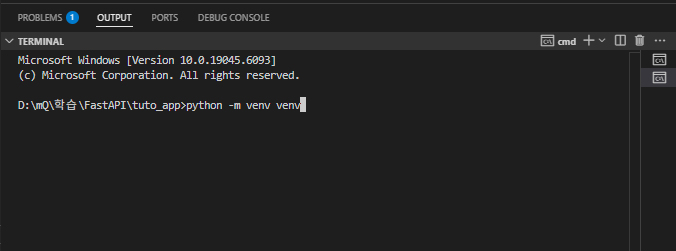 PROBLEMS 1 OUTPUT PORTS DEBUG CONSOLE
TERMINAL cmd
Microsoft Windows [Version 10.0.19045.6093]
(c) Microsoft Corporation. All rights reserved.
D:\mQ\학습\FastAPI\tuto_app>python -m venv venv